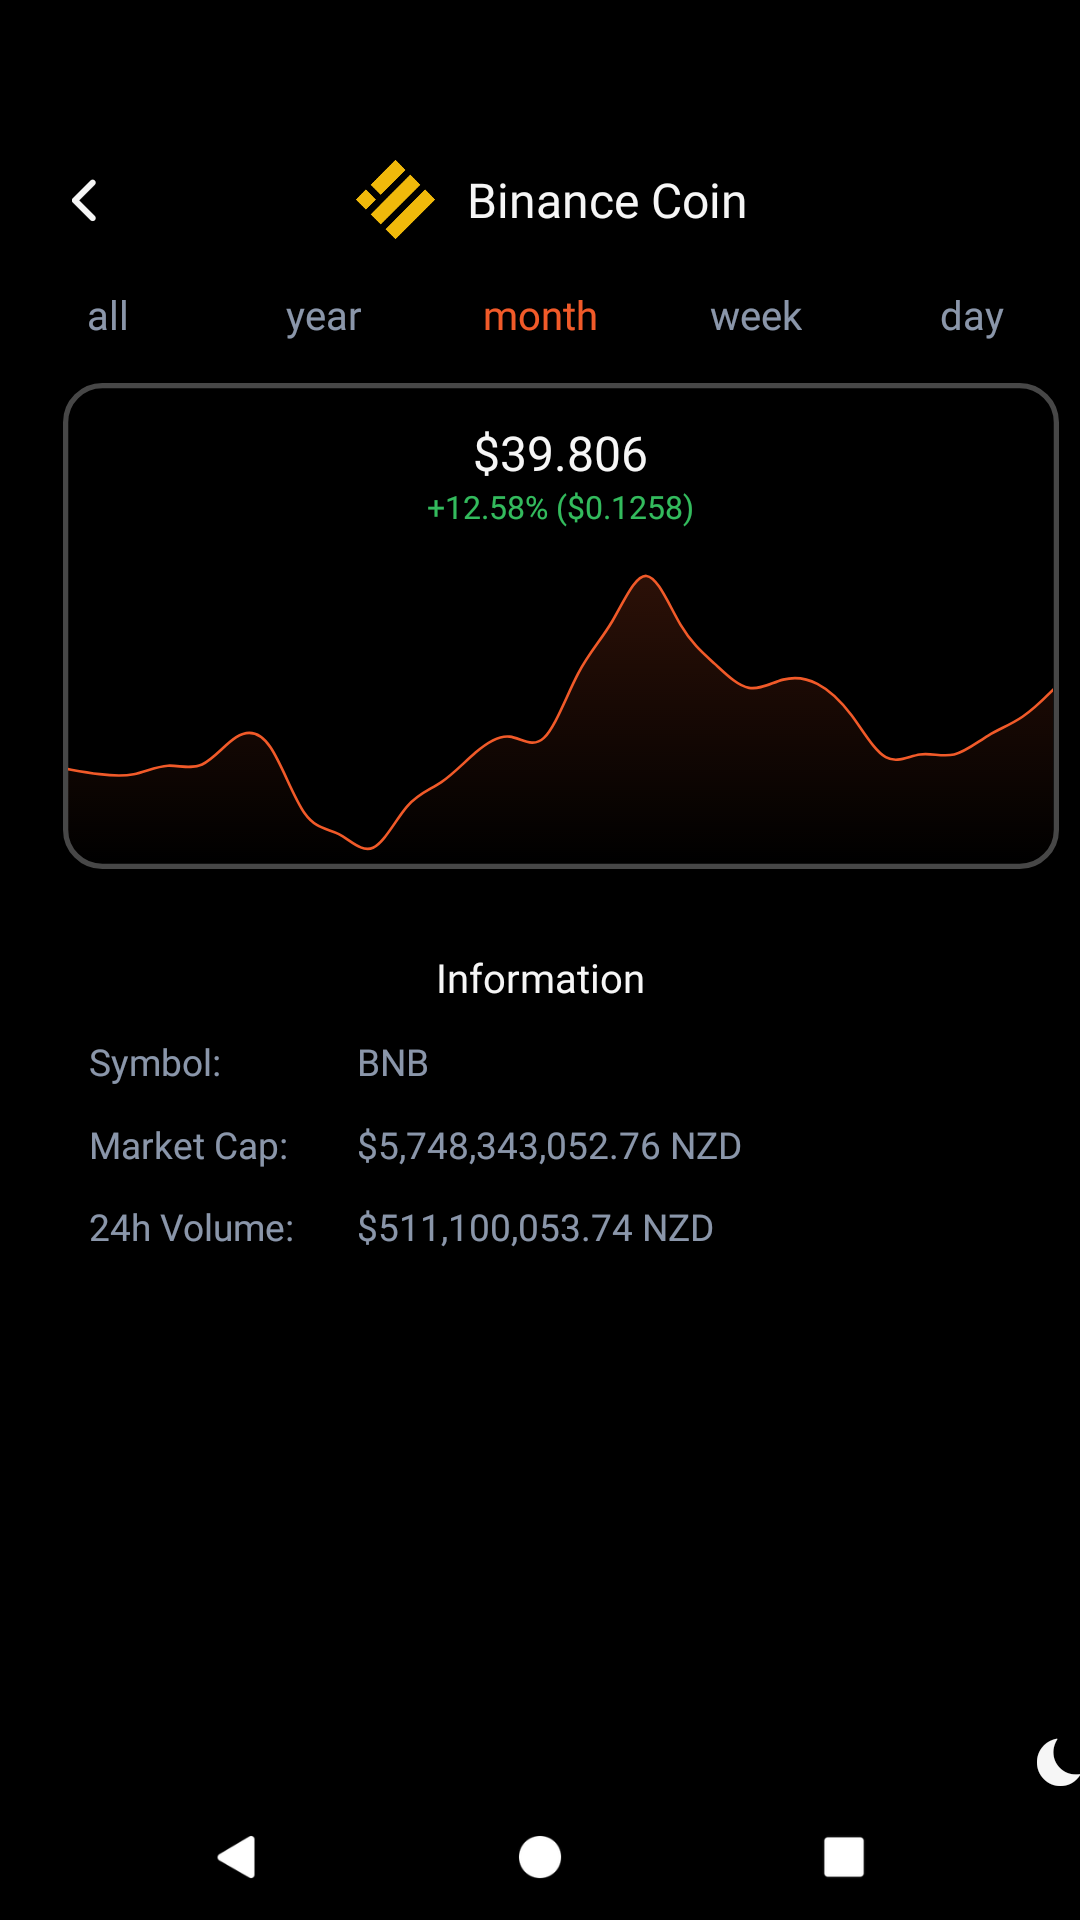 Binance Coin
all year month week day
$39.806
+12.58% ($0.1258)
Information
Symbol: BNB
Market Cap: $5,748,343,052.76 NZD
24h Volume: $511,100,053.74 NZD